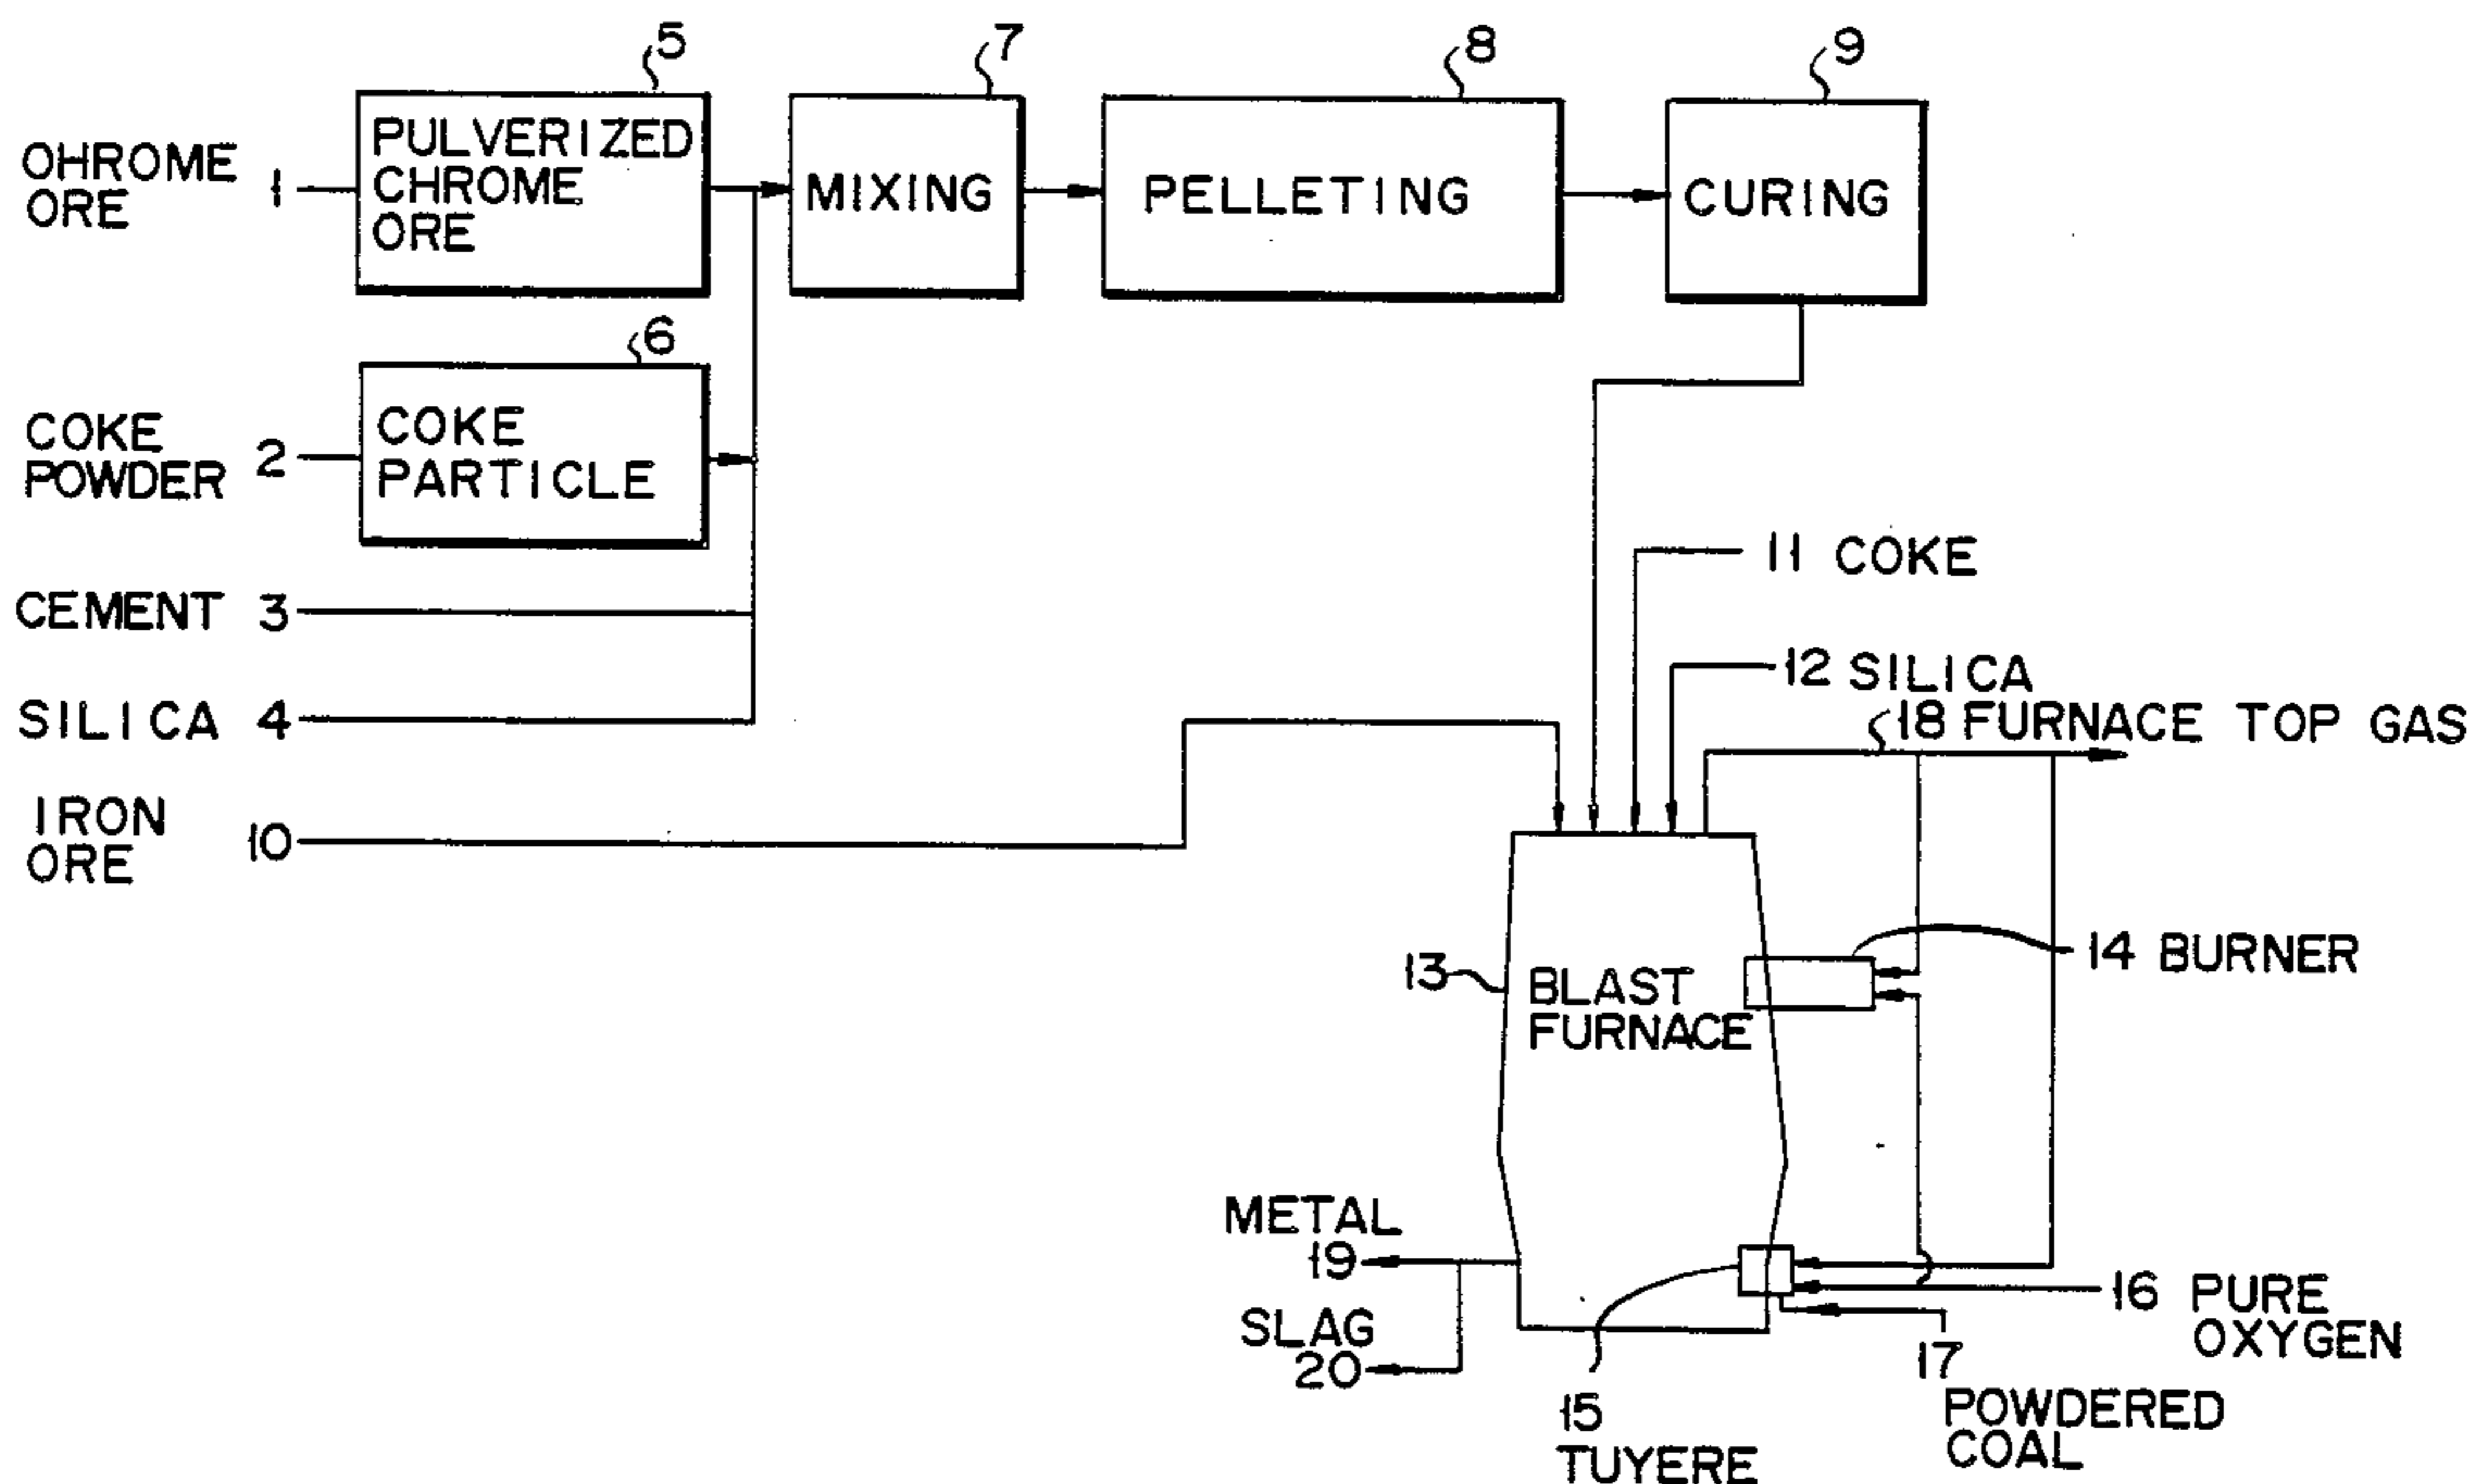 5
7
8
9
OHROME
ORE
1
PULVERIZED
CHROME
ORE
MIXING
PELLETING
CURING
6
COKE
POWDER
2
COKE
PARTICLE
CEMENT 3
SILICA 4
IRON
ORE
10
11 COKE
12 SILICA
18 FURNACE TOP GAS
13
BLAST
FURNACE
14 BURNER
METAL
19
SLAG
20
15
TUYERE
16 PURE
OXYGEN
17
POWDERED
COAL